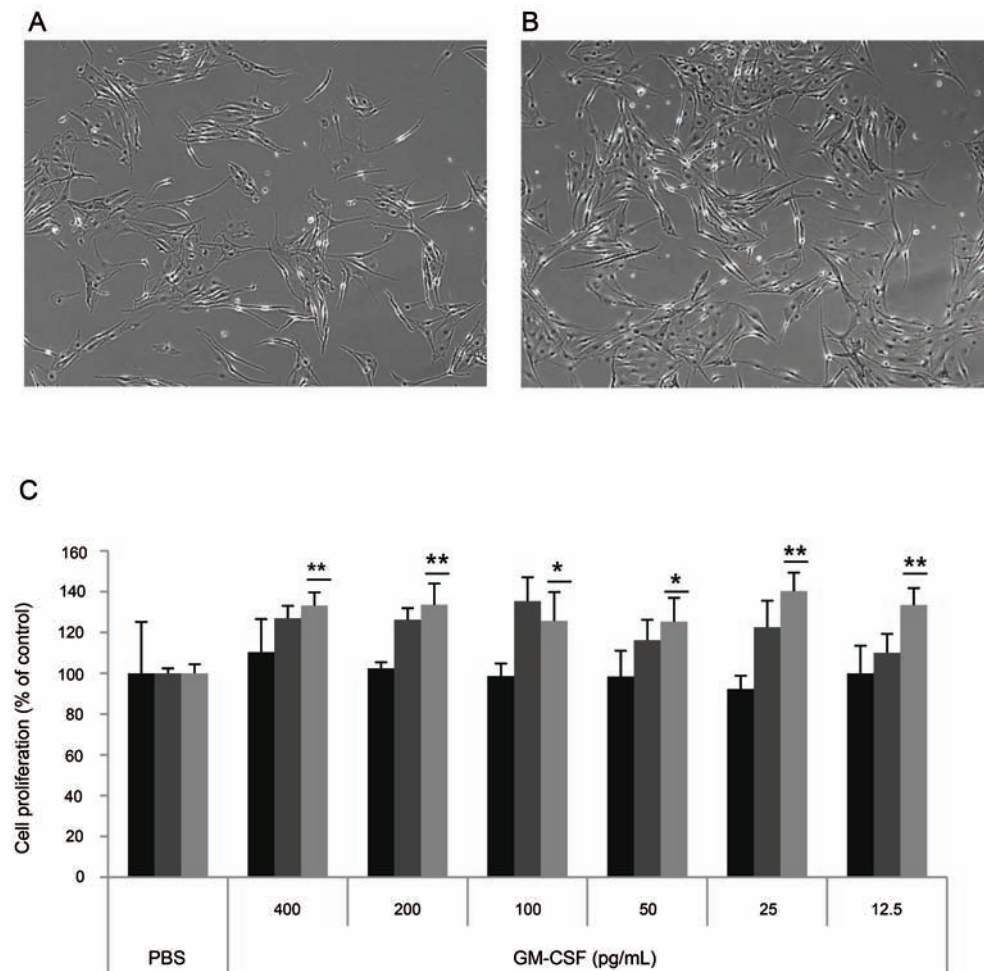 A
B
C
Cell proliferation (% of control)
160
140
120
100
80
60
40
20
0
** ** * * ** **
400 200 100 50 25 12.5
PBS GM-CSF (pg/mL)